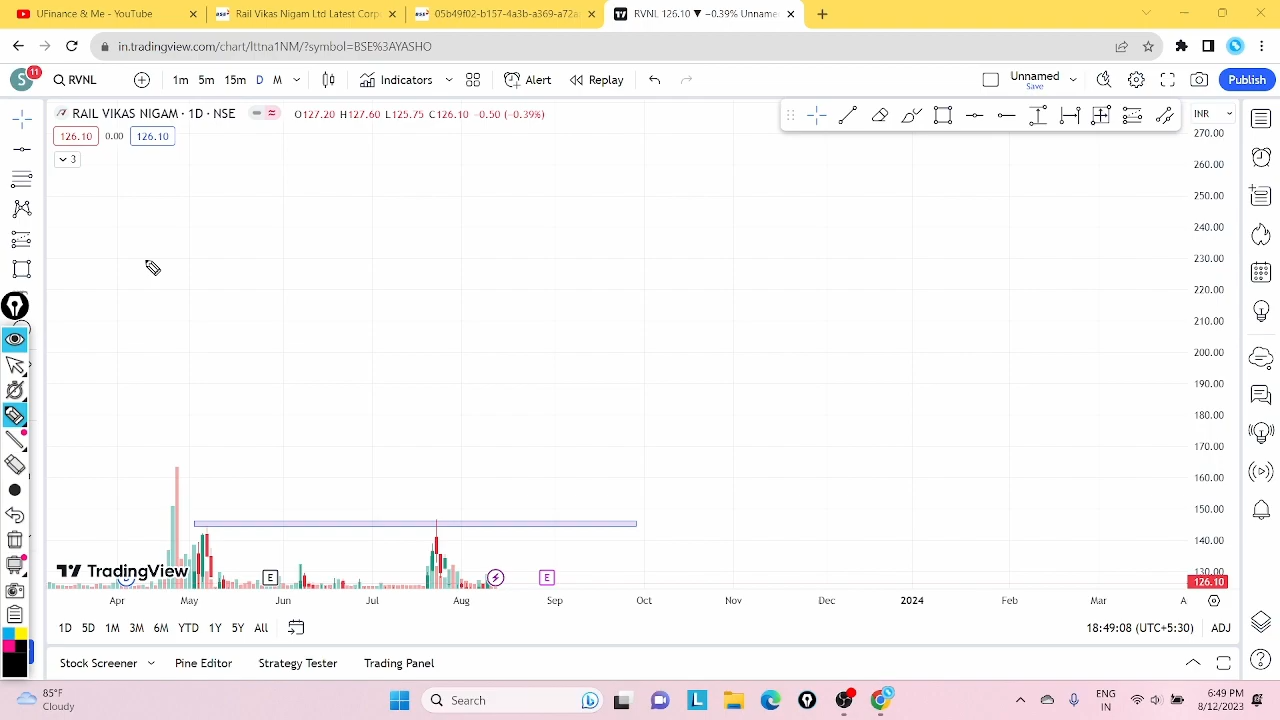 UFinance & Me - YouTube
Rail Vikas Nigam Ltd Latest Corp
05bf49f2-b157-4a3b-a369-a72a
RVNL 126.10 ▼ −0.39% Unname
in.tradingview.com/chart/lttna1NM/?symbol=BSE%3AYASHO
S
11
RVNL
1m 5m 15m D M
Indicators
Alert
Replay
Unnamed
Save
Publish
RAIL VIKAS NIGAM · 1D · NSE
O127.20 H127.60 L125.75 C126.10 −0.50 (−0.39%)
INR
126.10 0.00 126.10
3
270.00
260.00
250.00
240.00
230.00
220.00
210.00
200.00
190.00
180.00
170.00
160.00
150.00
140.00
130.00
126.10
TradingView
E
E
Apr May Jun Jul Aug Sep Oct Nov Dec 2024 Feb Mar A
1D 5D 1M 3M 6M YTD 1Y 5Y All
18:49:08 (UTC+5:30) ADJ
Stock Screener Pine Editor Strategy Tester Trading Panel
85°F
Cloudy
Search
L
ENG
IN
6:49 PM
8/12/2023